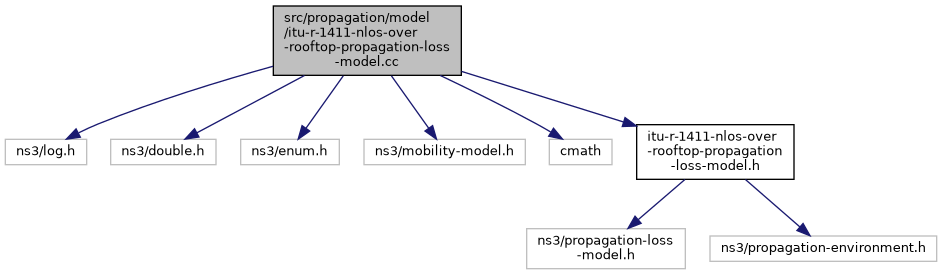 src/propagation/model
/itu-r-1411-nlos-over
-rooftop-propagation-loss
-model.cc
ns3/log.h
ns3/double.h
ns3/enum.h
ns3/mobility-model.h
cmath
itu-r-1411-nlos-over
-rooftop-propagation
-loss-model.h
ns3/propagation-loss
-model.h
ns3/propagation-environment.h